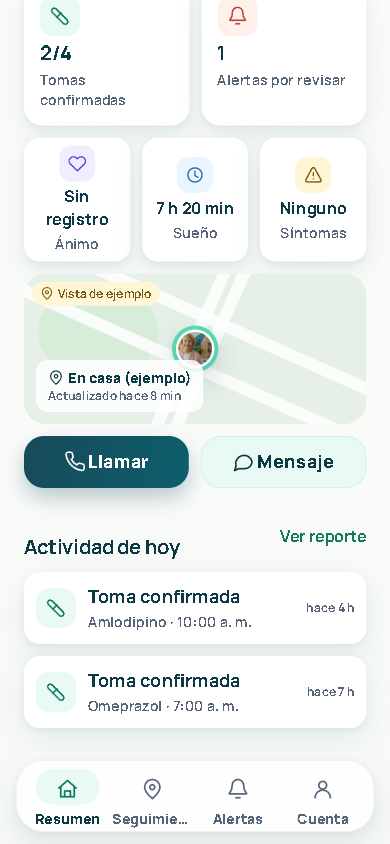 2/4
1
Tomas
confirmadas
Alertas por revisar
Sin
registro
Ánimo
7 h 20 min
Sueño
Ninguno
Síntomas
Vista de ejemplo
En casa (ejemplo)
Actualizado hace 8 min
Llamar
Mensaje
Actividad de hoy
Ver reporte
Toma confirmada
Amlodipino · 10:00 a. m.
hace 4 h
Toma confirmada
Omeprazol · 7:00 a. m.
hace 7 h
Resumen
Seguimie...
Alertas
Cuenta